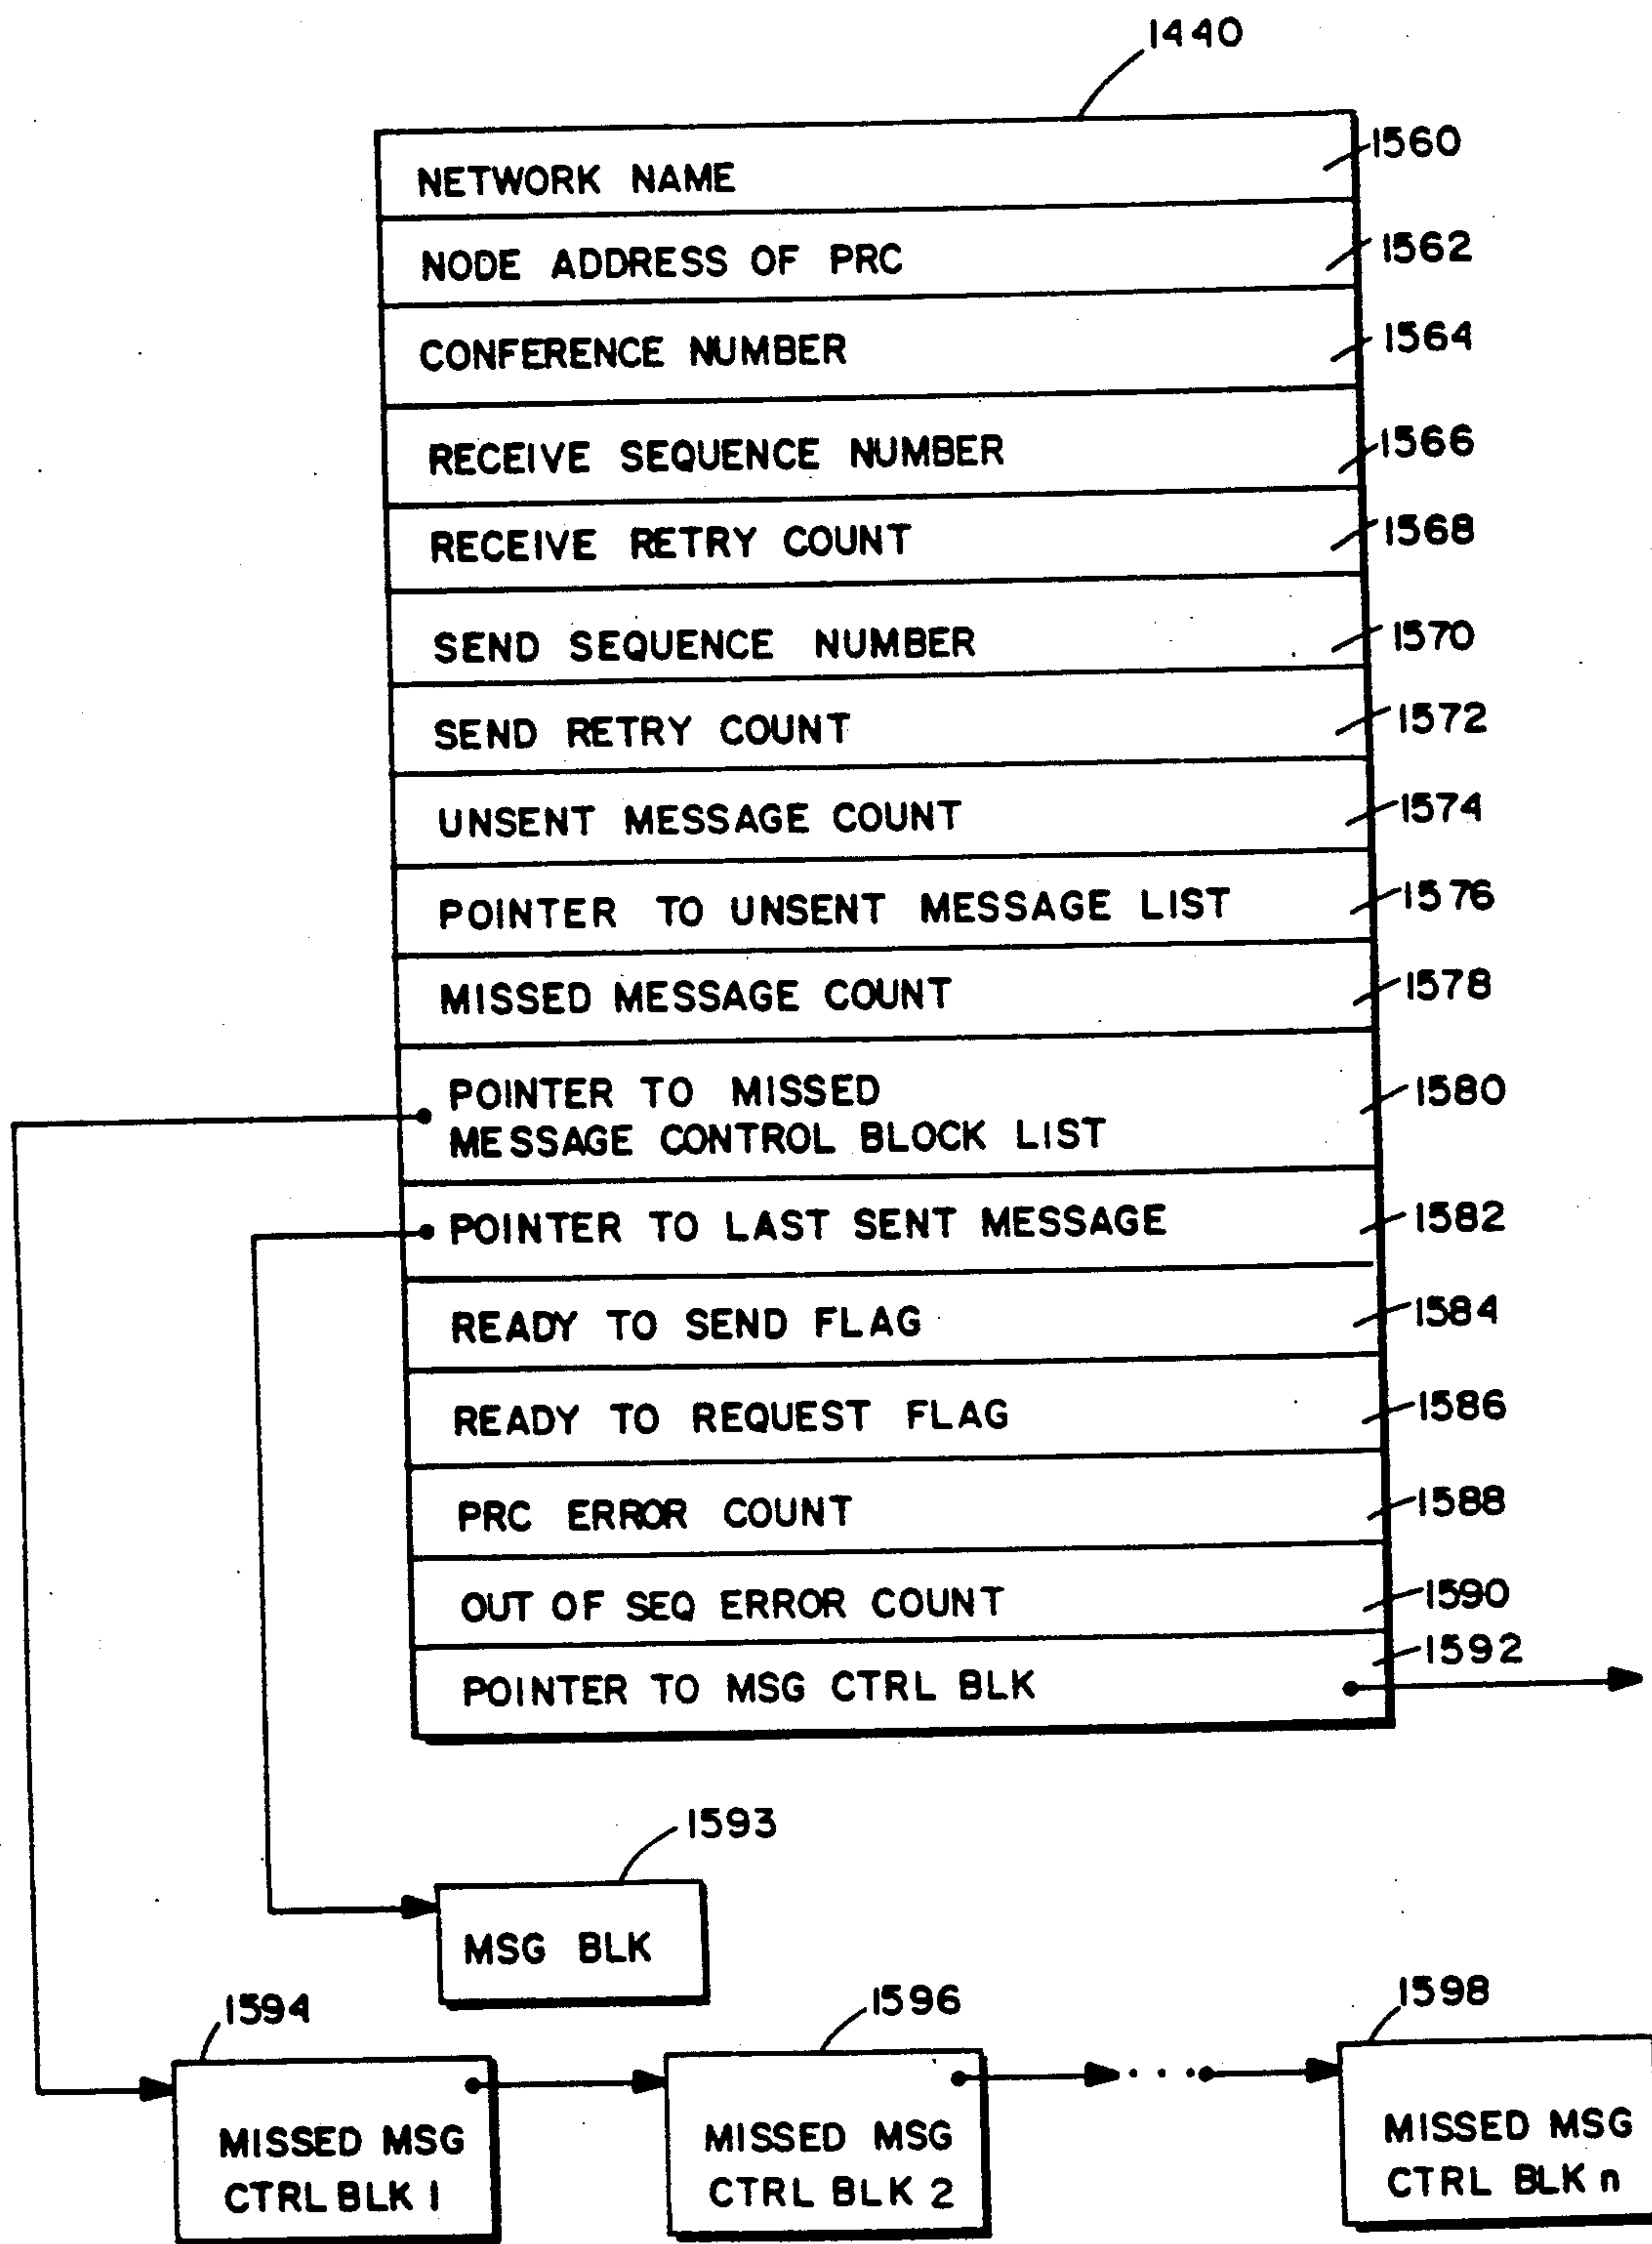 1440
NETWORK NAME 1560
NODE ADDRESS OF PRC 1562
CONFERENCE NUMBER 1564
RECEIVE SEQUENCE NUMBER 1566
RECEIVE RETRY COUNT 1568
SEND SEQUENCE NUMBER 1570
SEND RETRY COUNT 1572
UNSENT MESSAGE COUNT 1574
POINTER TO UNSENT MESSAGE LIST 1576
MISSED MESSAGE COUNT 1578
POINTER TO MISSED 1580
MESSAGE CONTROL BLOCK LIST
POINTER TO LAST SENT MESSAGE 1582
READY TO SEND FLAG 1584
READY TO REQUEST FLAG 1586
PRC ERROR COUNT 1588
OUT OF SEQ ERROR COUNT 1590
POINTER TO MSG CTRL BLK 1592
1593
MSG BLK
1594 1596 1598
MISSED MSG
CTRL BLK 1
MISSED MSG
CTRL BLK 2
MISSED MSG
CTRL BLK n